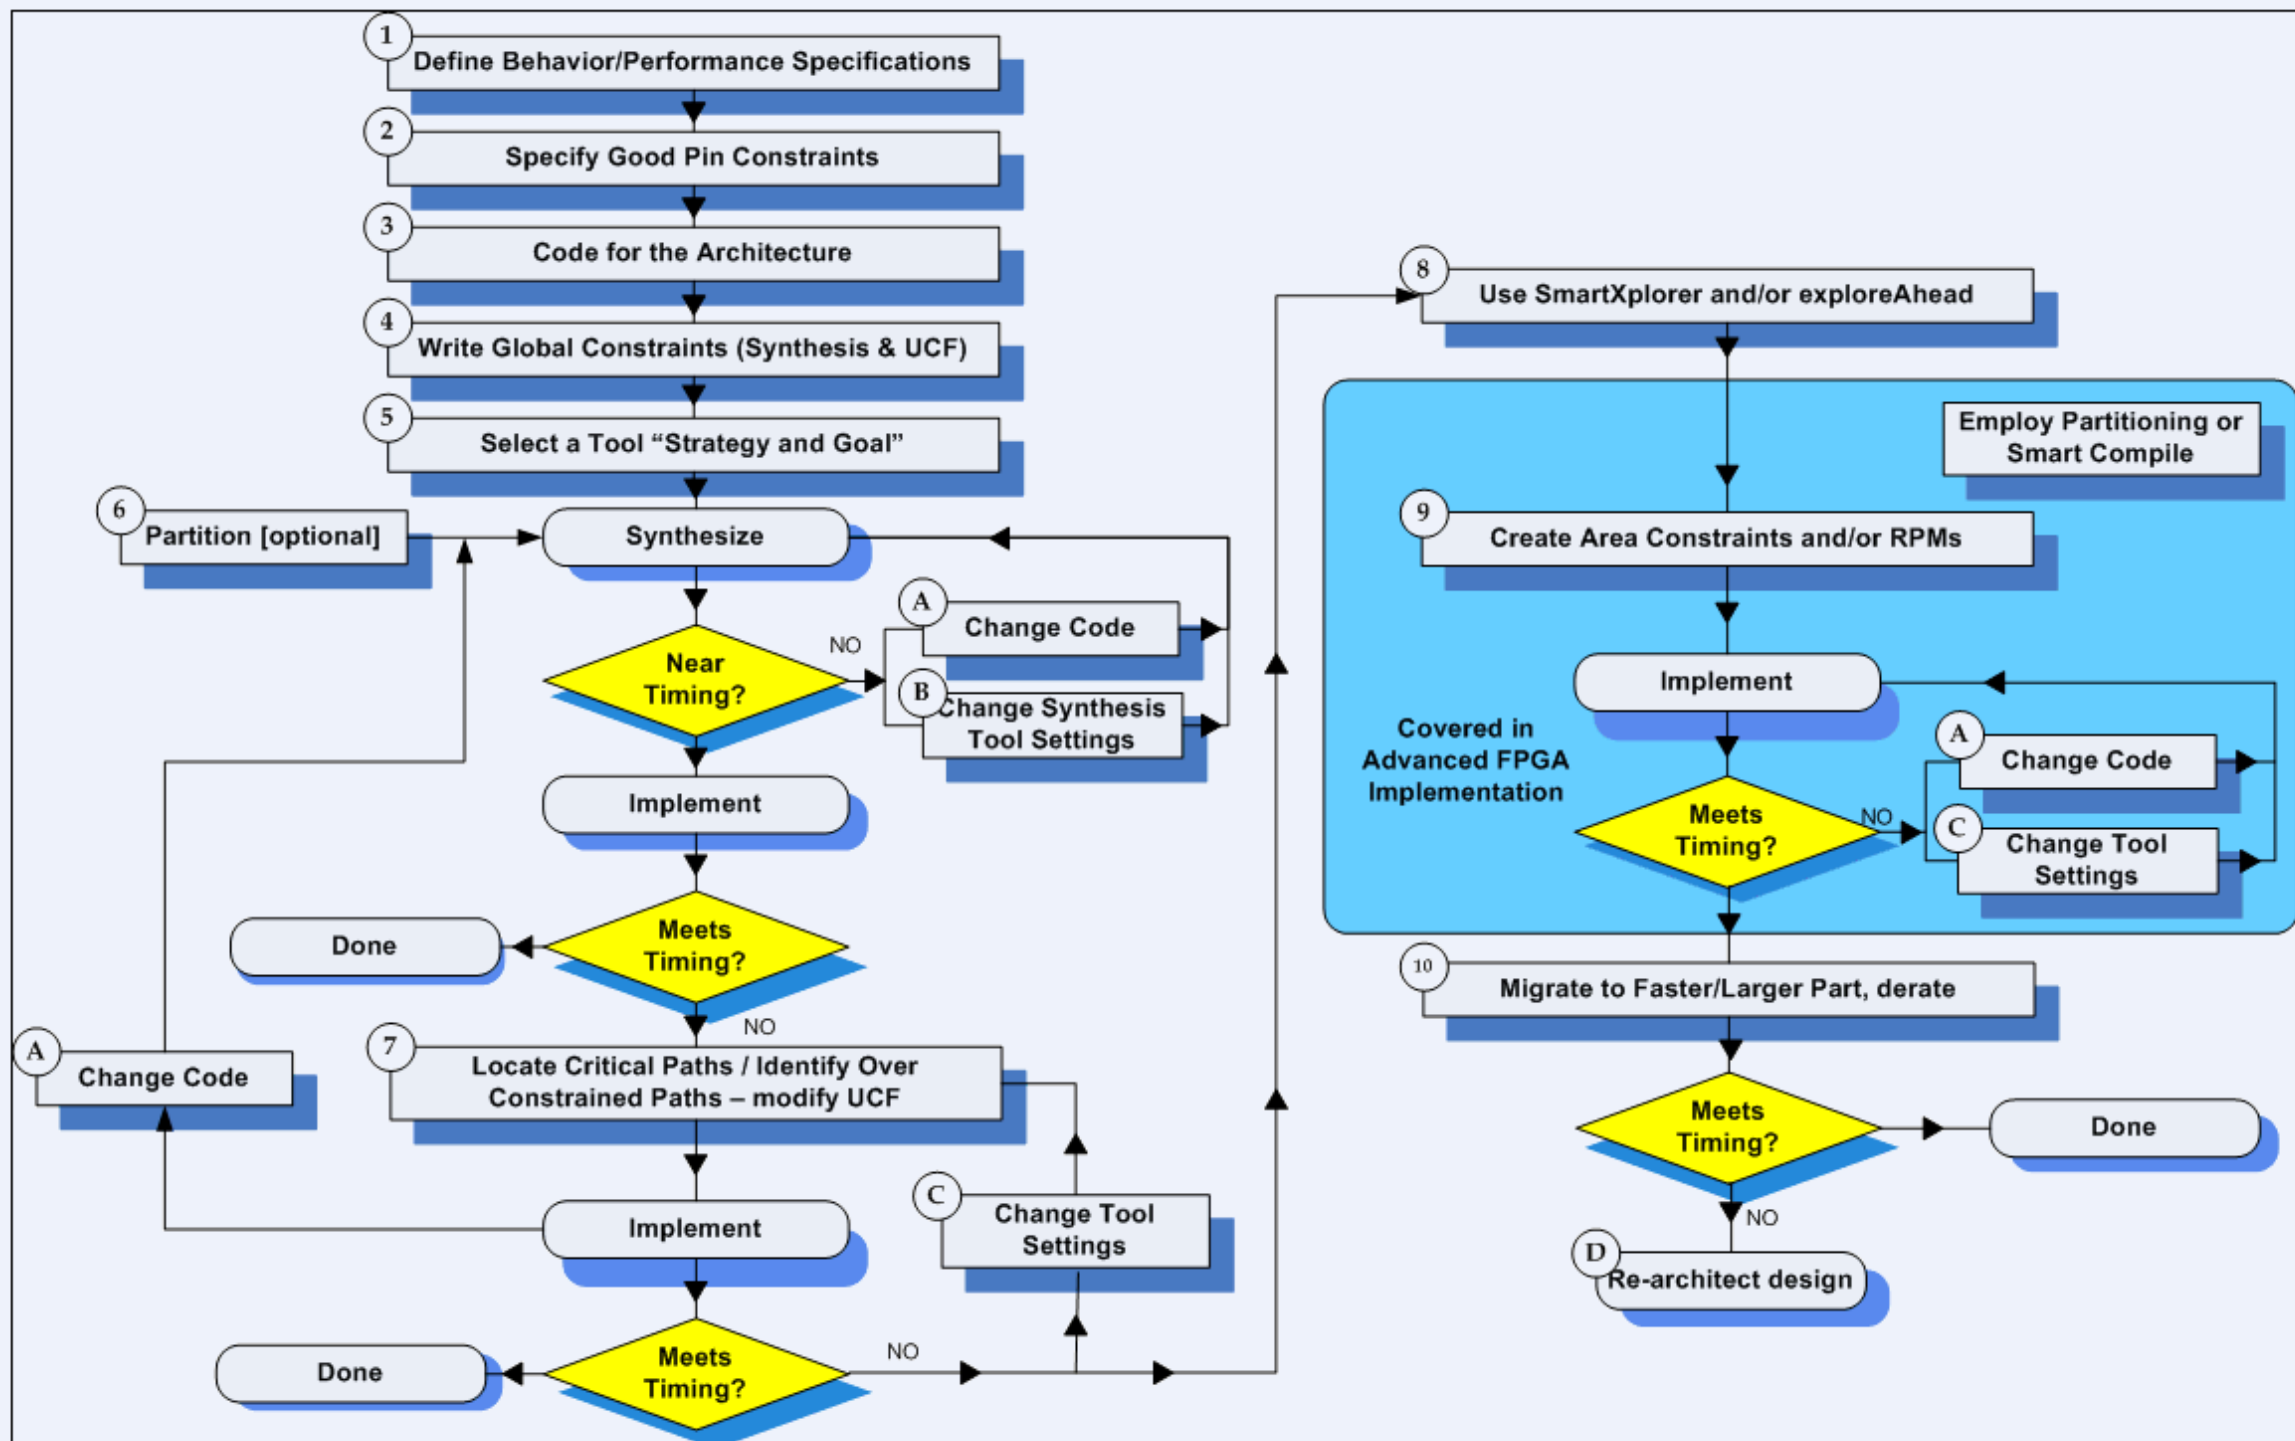 1
Define Behavior/Performance Specifications
2
Specify Good Pin Constraints
3
Code for the Architecture
4
Write Global Constraints (Synthesis & UCF)
5
Select a Tool “Strategy and Goal”
6
Partition [optional]
Synthesize
Near
Timing?
NO
A
Change Code
B
Change Synthesis
Tool Settings
Implement
Meets
Timing?
Done
NO
7
Locate Critical Paths / Identify Over
Constrained Paths – modify UCF
A
Change Code
Implement
C
Change Tool
Settings
Meets
Timing?
Done
NO
8
Use SmartXplorer and/or exploreAhead
Employ Partitioning or
Smart Compile
9
Create Area Constraints and/or RPMs
Implement
Covered in
Advanced FPGA
Implementation
Meets
Timing?
NO
A
Change Code
C
Change Tool
Settings
10
Migrate to Faster/Larger Part, derate
Meets
Timing?
Done
NO
D
Re-architect design